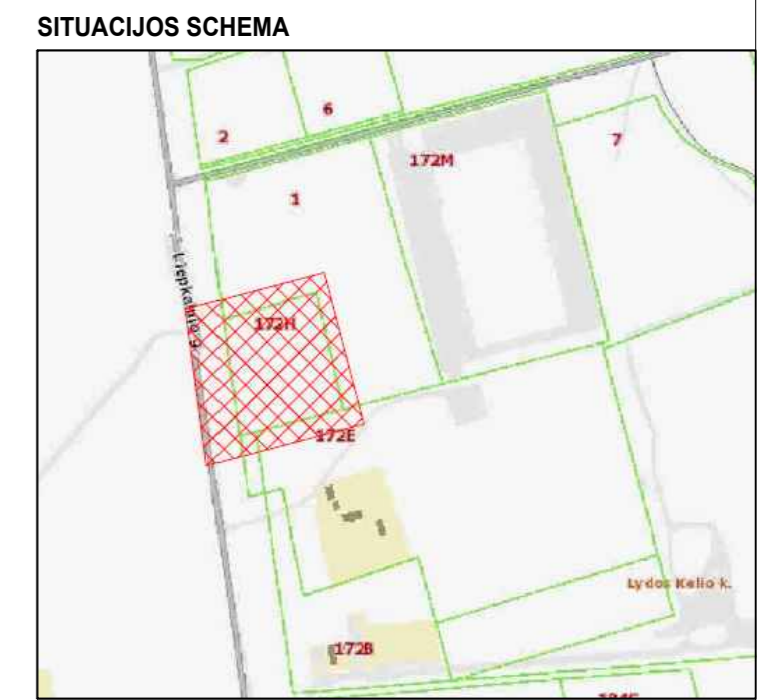 SITUACIJOS SCHEMA
6
2
7
172M
1
Liepkalnio g.
172H
172E
Lydos Kelio k.
172B